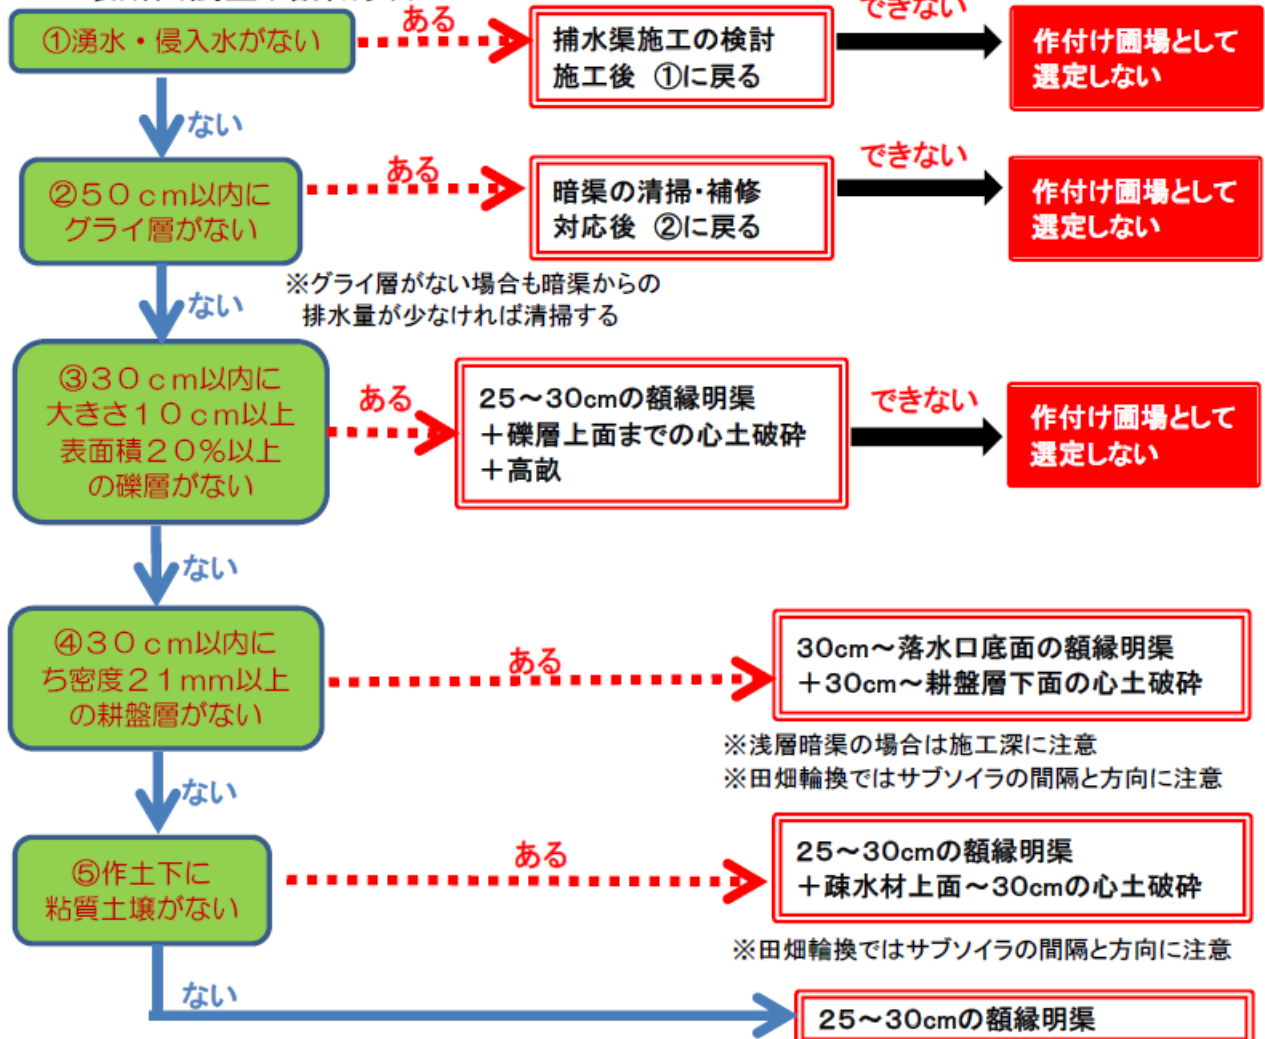 ①湧水・侵入水がない
ある
捕水渠施工の検討
施工後 ①に戻る
できない
作付け圃場として
選定しない
ない
②50cm以内に
グライ層がない
ある
暗渠の清掃・補修
対応後 ②に戻る
できない
作付け圃場として
選定しない
※グライ層がない場合も暗渠からの
排水量が少なければ清掃する
ない
③30cm以内に
大きさ10cm以上
表面積20%以上
の礫層がない
ある
25~30cmの額縁明渠
+礫層上面までの心土破砕
+高畝
できない
作付け圃場として
選定しない
ない
④30cm以内に
ち密度21mm以上
の耕盤層がない
ある
30cm~落水口底面の額縁明渠
+30cm~耕盤層下面の心土破砕
※浅層暗渠の場合は施工深に注意
※田畑輪換ではサブソイラの間隔と方向に注意
ない
⑤作土下に
粘質土壌がない
ある
25~30cmの額縁明渠
+疎水材上面~30cmの心土破砕
※田畑輪換ではサブソイラの間隔と方向に注意
ない
25~30cmの額縁明渠